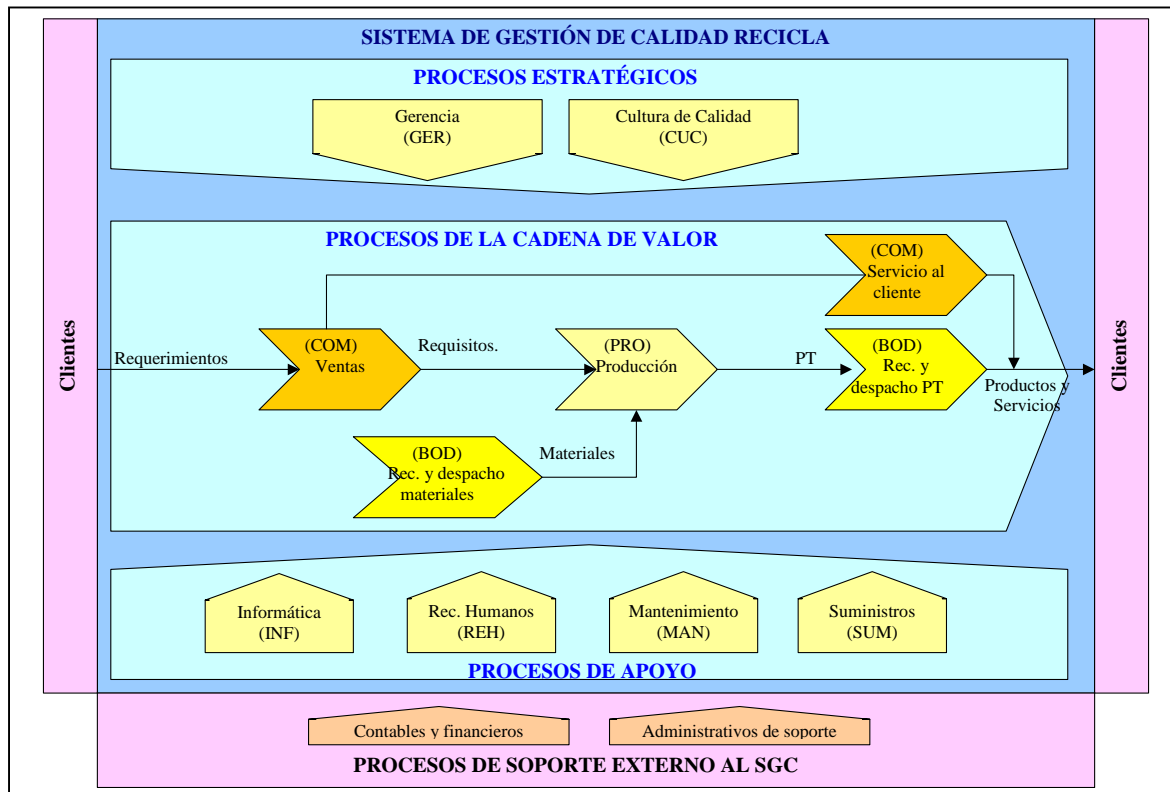 SISTEMA DE GESTIÓN DE CALIDAD RECICLA
PROCESOS ESTRATÉGICOS
Gerencia
(GER)
Cultura de Calidad
(CUC)
PROCESOS DE LA CADENA DE VALOR
(COM)
Servicio al
cliente
Clientes
Requerimientos
(COM)
Ventas
Requisitos.
(PRO)
Producción
PT
(BOD)
Rec. y
despacho PT
Productos y
Servicios
Clientes
(BOD)
Rec. y despacho
materiales
Materiales
Informática
(INF)
Rec. Humanos
(REH)
Mantenimiento
(MAN)
Suministros
(SUM)
PROCESOS DE APOYO
Contables y financieros
Administrativos de soporte
PROCESOS DE SOPORTE EXTERNO AL SGC